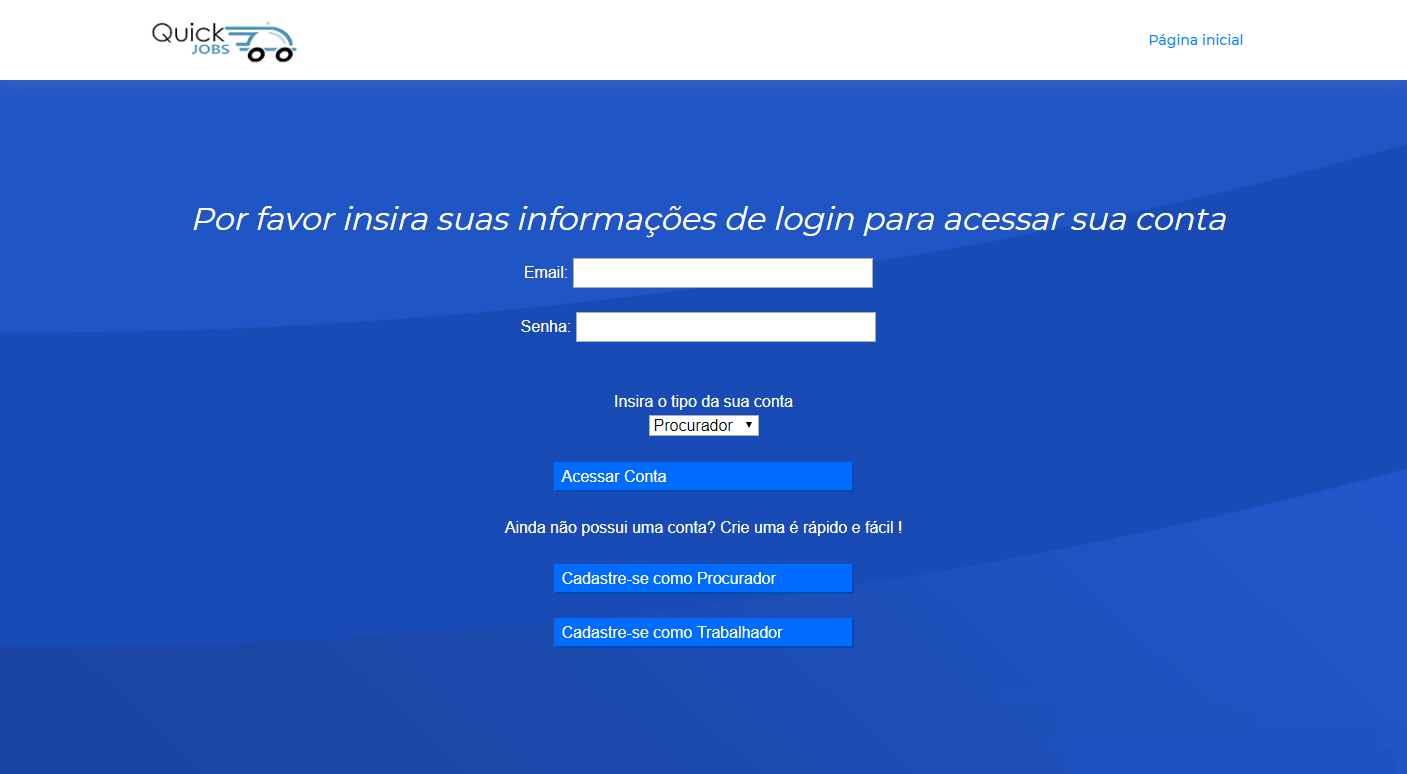 Quick
JOBS
Página inicial
Por favor insira suas informações de login para acessar sua conta
Email:
Senha:
Insira o tipo da sua conta
Procurador
Acessar Conta
Ainda não possui uma conta? Crie uma é rápido e fácil !
Cadastre-se como Procurador
Cadastre-se como Trabalhador